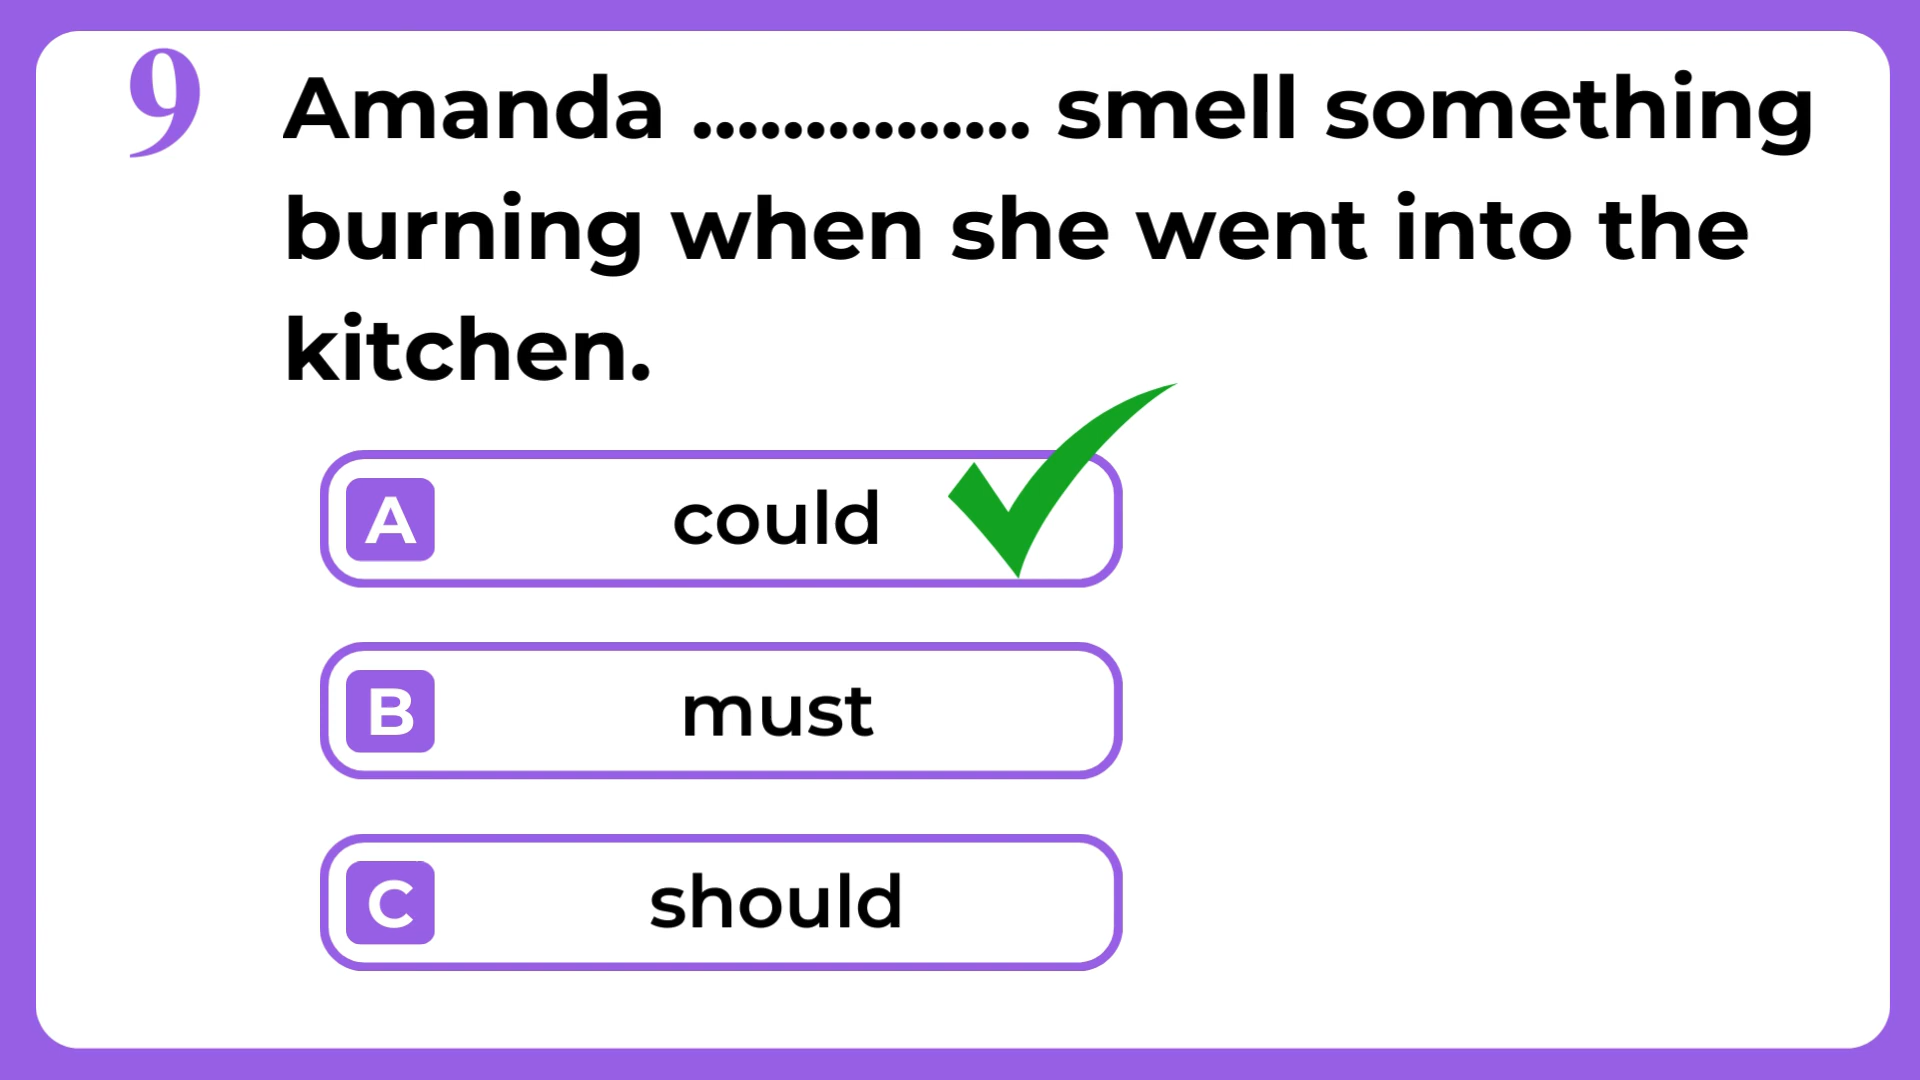 9
Amanda ............... smell something
burning when she went into the
kitchen.
A could
B must
C should